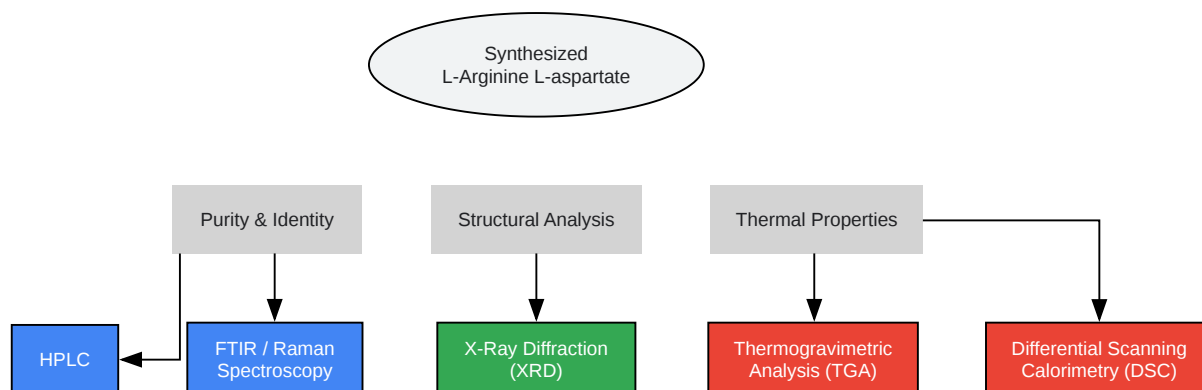 Synthesized
L-Arginine L-aspartate
Purity & Identity
Structural Analysis
Thermal Properties
HPLC
FTIR / Raman
Spectroscopy
X-Ray Diffraction
(XRD)
Thermogravimetric
Analysis (TGA)
Differential Scanning
Calorimetry (DSC)